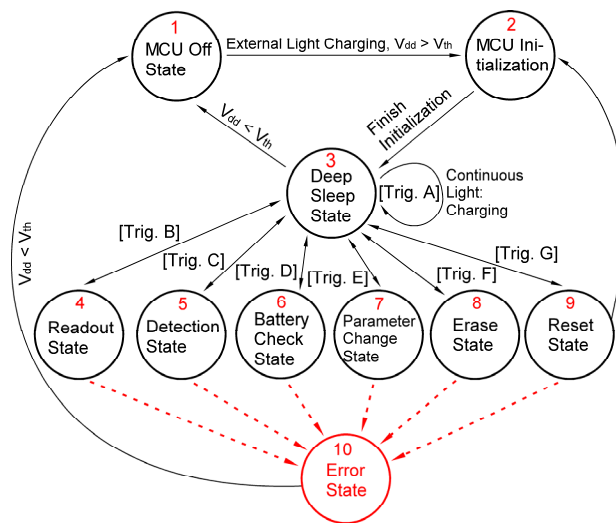 1
MCU Off
State
External Light Charging, Vdd > Vth
2
MCU Ini-
tialization
Vdd < Vth
Finish
Initialization
3
Deep
Sleep
State
[Trig. A]
Continuous
Light:
Charging
Vdd < Vth
[Trig. B]
[Trig. C]
[Trig. D]
[Trig. E]
[Trig. F]
[Trig. G]
4
Readout
State
5
Detection
State
6
Battery
Check
State
7
Parameter
Change
State
8
Erase
State
9
Reset
State
10
Error
State